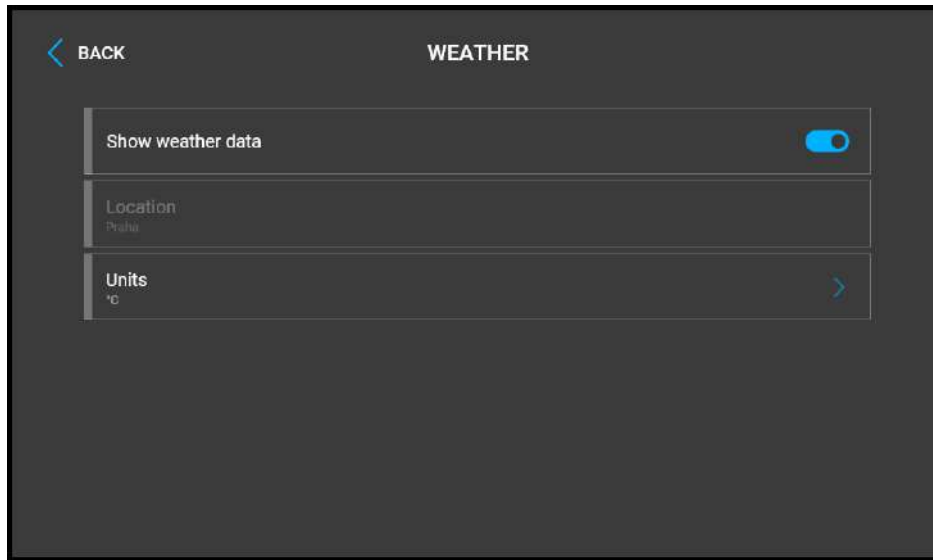 BACK
WEATHER
Show weather data
Location
Praha
Units
°C